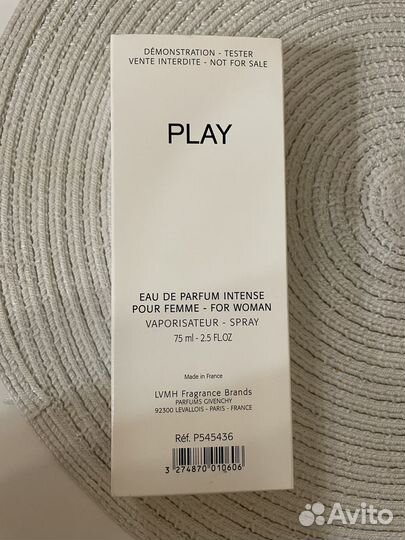 DÉMONSTRATION - TESTER
VENTE INTERDITE - NOT FOR SALE
PLAY
EAU DE PARFUM INTENSE
POUR FEMME - FOR WOMAN
VAPORISATEUR - SPRAY
75 ml - 2.5 FL.OZ
Made in France
LVMH Fragrance Brands
PARFUMS GIVENCHY
92300 LEVALLOIS - PARIS - FRANCE
Réf. P545436
3 274870 010606
Avito